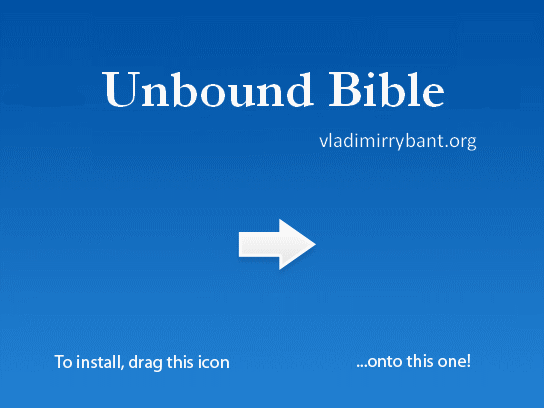 Unbound Bible
vladimirrybant.org
To install, drag this icon
...onto this one!